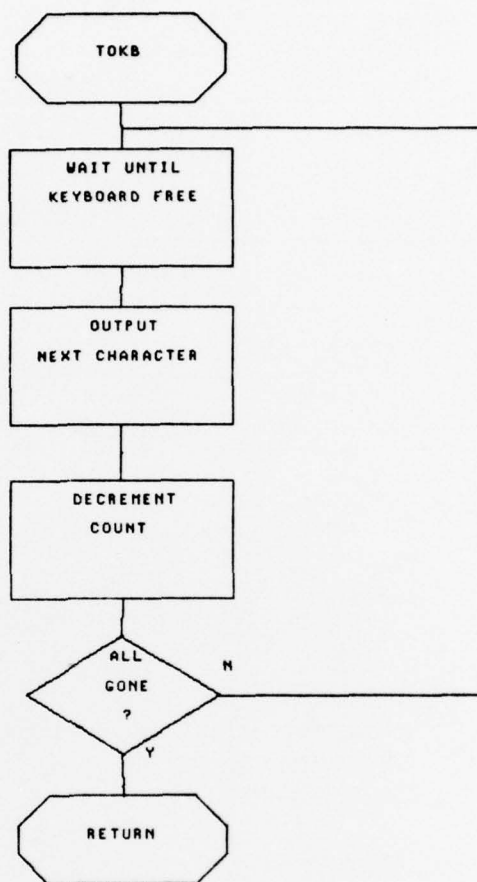 TOKB
WAIT UNTIL
KEYBOARD FREE
OUTPUT
NEXT CHARACTER
DECREMENT
COUNT
ALL
GONE
?
N
Y
RETURN